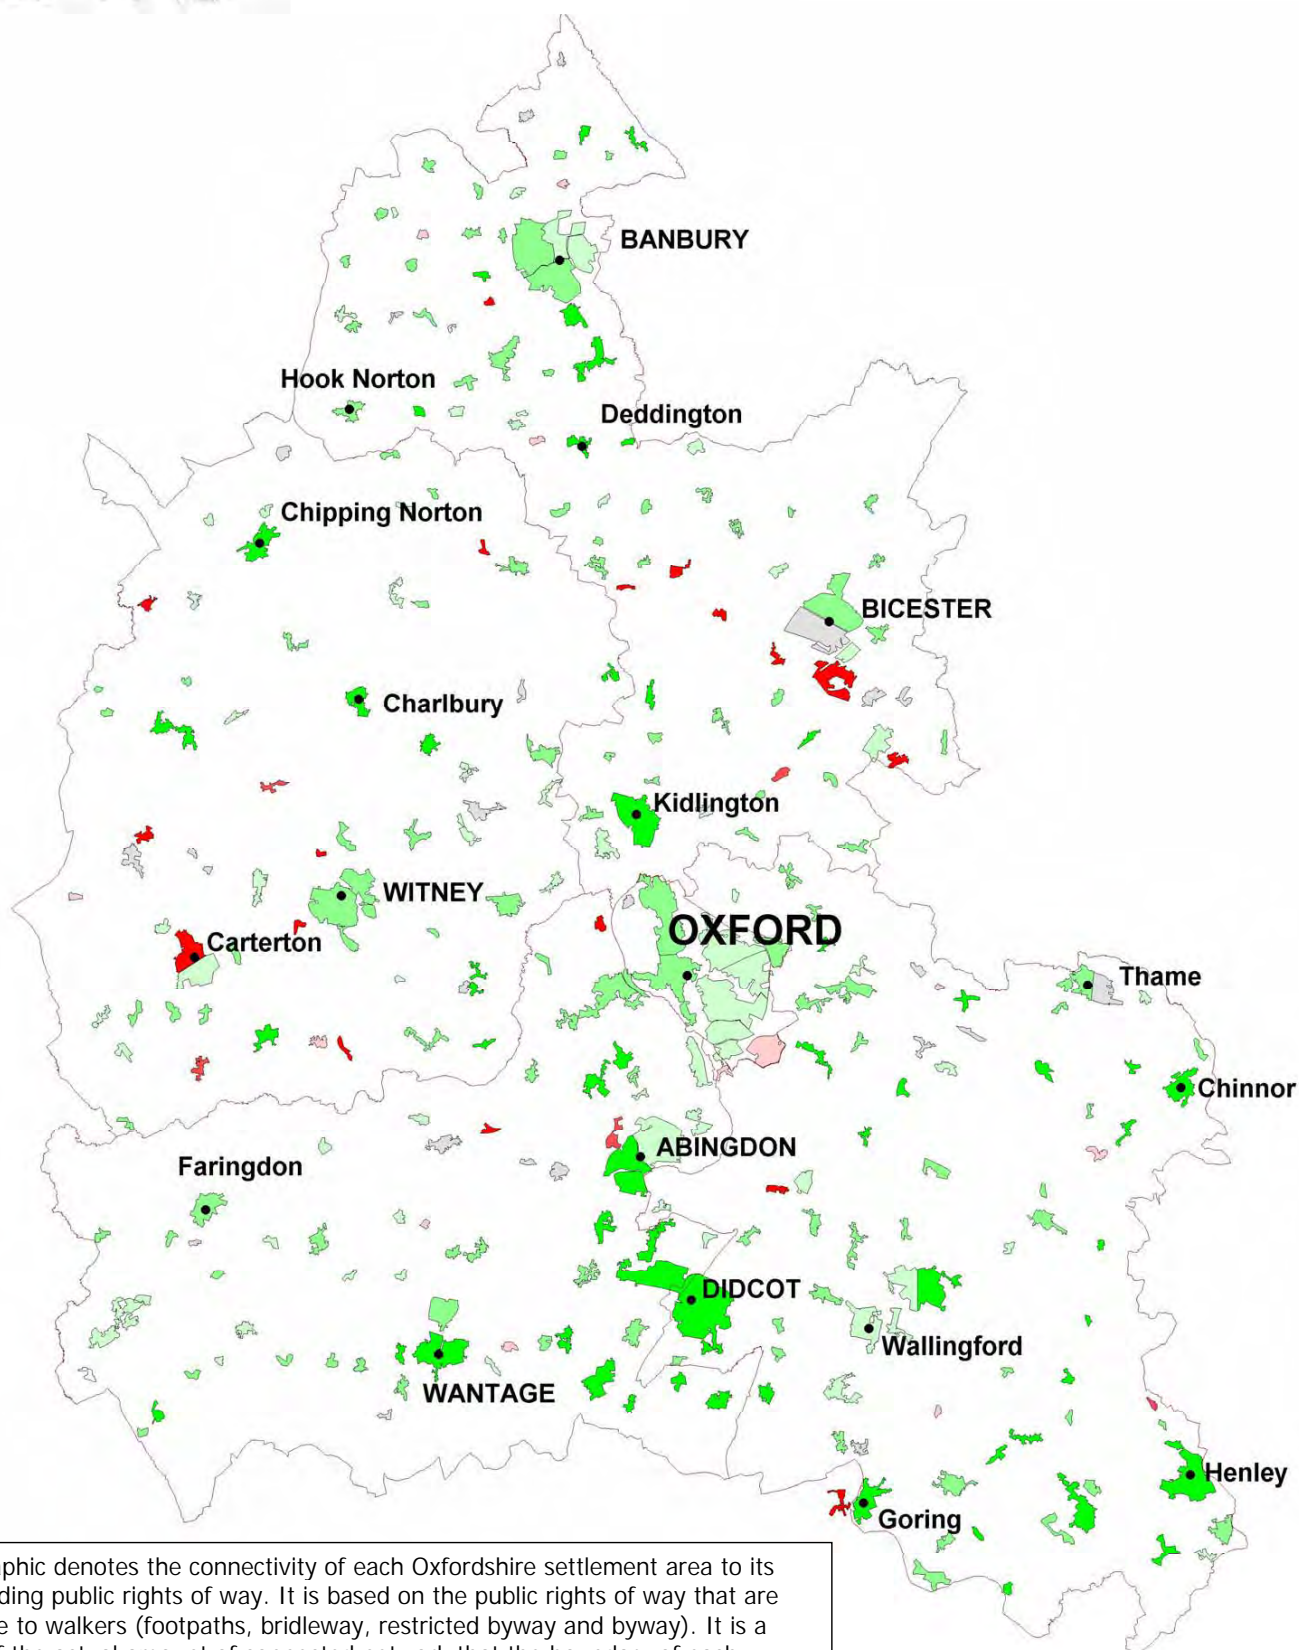 BANBURY
Hook Norton
Deddington
Chipping Norton
BICESTER
Charlbury
Kidlington
WITNEY
OXFORD
Carterton
Thame
Chinnor
ABINGDON
Faringdon
DIDCOT
Wallingford
WANTAGE
Henley
Goring
aphic denotes the connectivity of each Oxfordshire settlement area to its
ding public rights of way. It is based on the public rights of way that are
e to walkers (footpaths, bridleway, restricted byway and byway). It is a